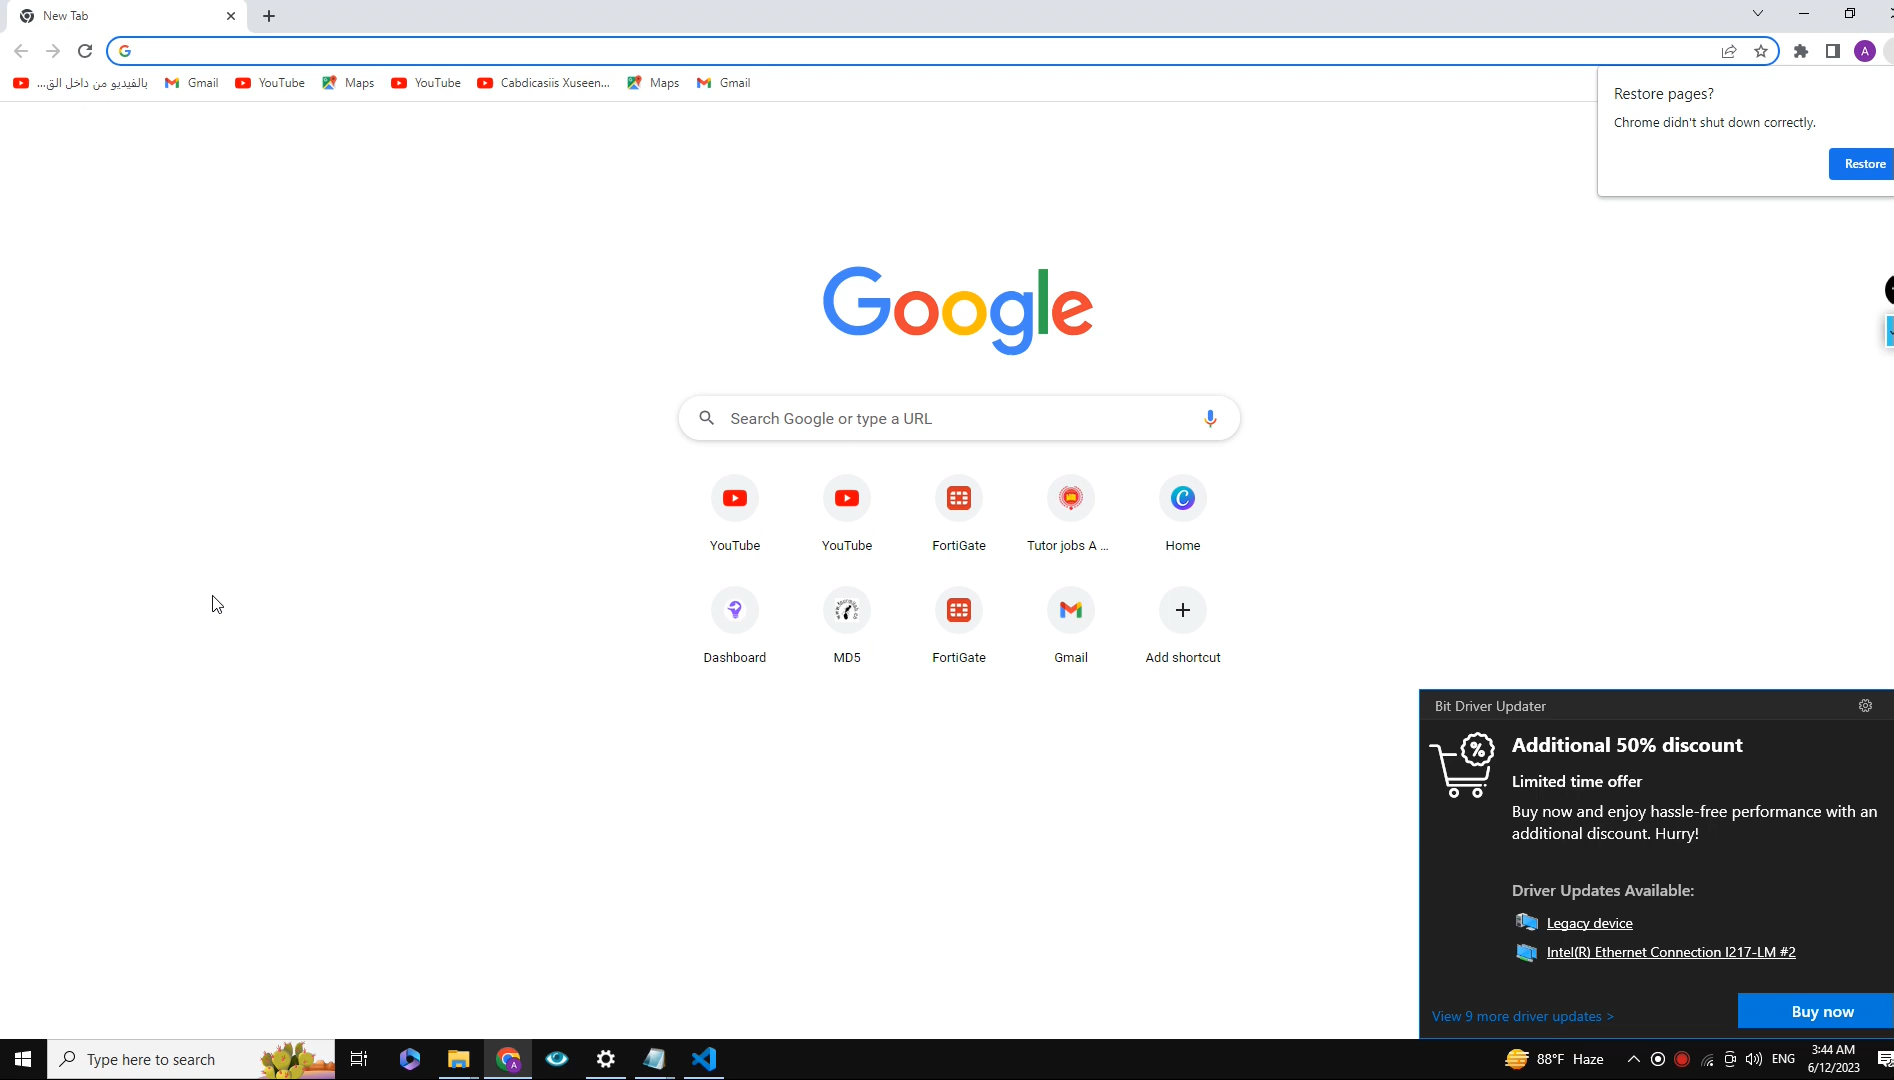 New Tab
...بالفيديو من داخل الق
Gmail
YouTube
Maps
YouTube
Cabdicasiis Xuseen...
Maps
Gmail
A
Restore pages?
Chrome didn't shut down correctly.
Restore
Google
Search Google or type a URL
YouTube
YouTube
FortiGate
Tutor jobs A ...
Home
Dashboard
MD5
FortiGate
Gmail
Add shortcut
Bit Driver Updater
Additional 50% discount
Limited time offer
Buy now and enjoy hassle-free performance with an
additional discount. Hurry!
Driver Updates Available:
Legacy device
Intel(R) Ethernet Connection I217-LM #2
View 9 more driver updates >
Buy now
Type here to search
A
88°F Haze
ENG
3:44 AM
6/12/2023